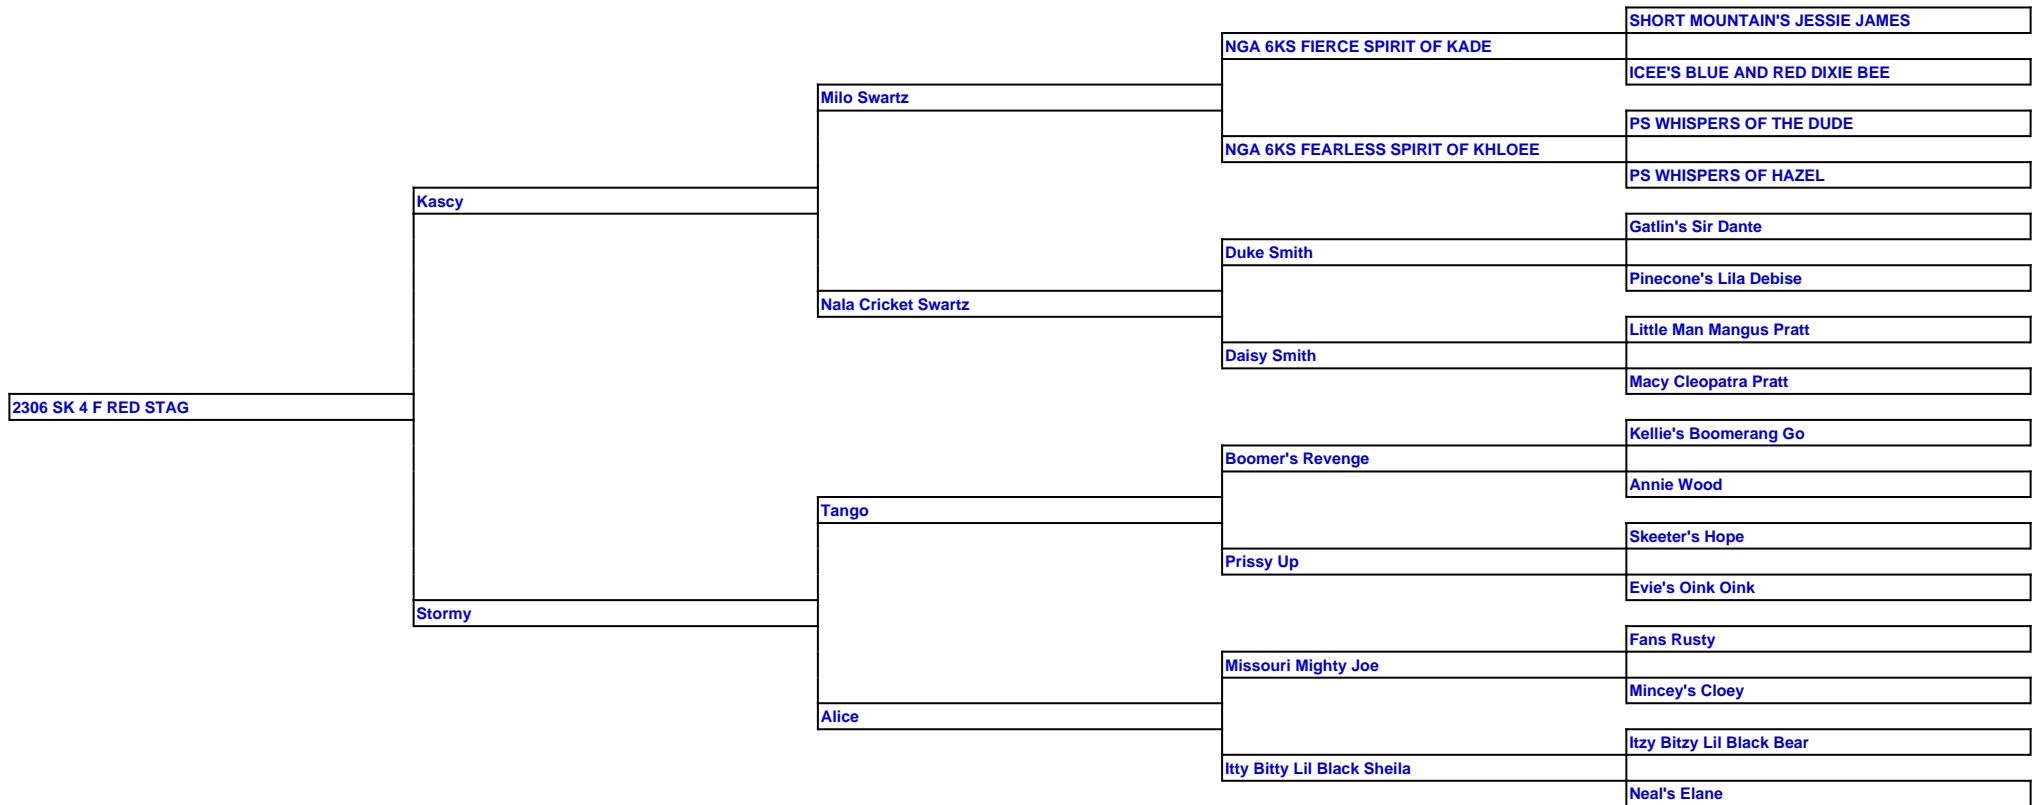 SHORT MOUNTAIN'S JESSIE JAMES
NGA 6KS FIERCE SPIRIT OF KADE
ICEE'S BLUE AND RED DIXIE BEE
Milo Swartz
PS WHISPERS OF THE DUDE
NGA 6KS FEARLESS SPIRIT OF KHLOEE
PS WHISPERS OF HAZEL
Kascy
Gatlin's Sir Dante
Duke Smith
Pinecone's Lila Debise
Nala Cricket Swartz
Little Man Mangus Pratt
Daisy Smith
Macy Cleopatra Pratt
2306 SK 4 F RED STAG
Kellie's Boomerang Go
Boomer's Revenge
Annie Wood
Tango
Skeeter's Hope
Prissy Up
Evie's Oink Oink
Stormy
Fans Rusty
Missouri Mighty Joe
Mincey's Cloey
Alice
Itzy Bitzy Lil Black Bear
Itty Bitty Lil Black Sheila
Neal's Elane